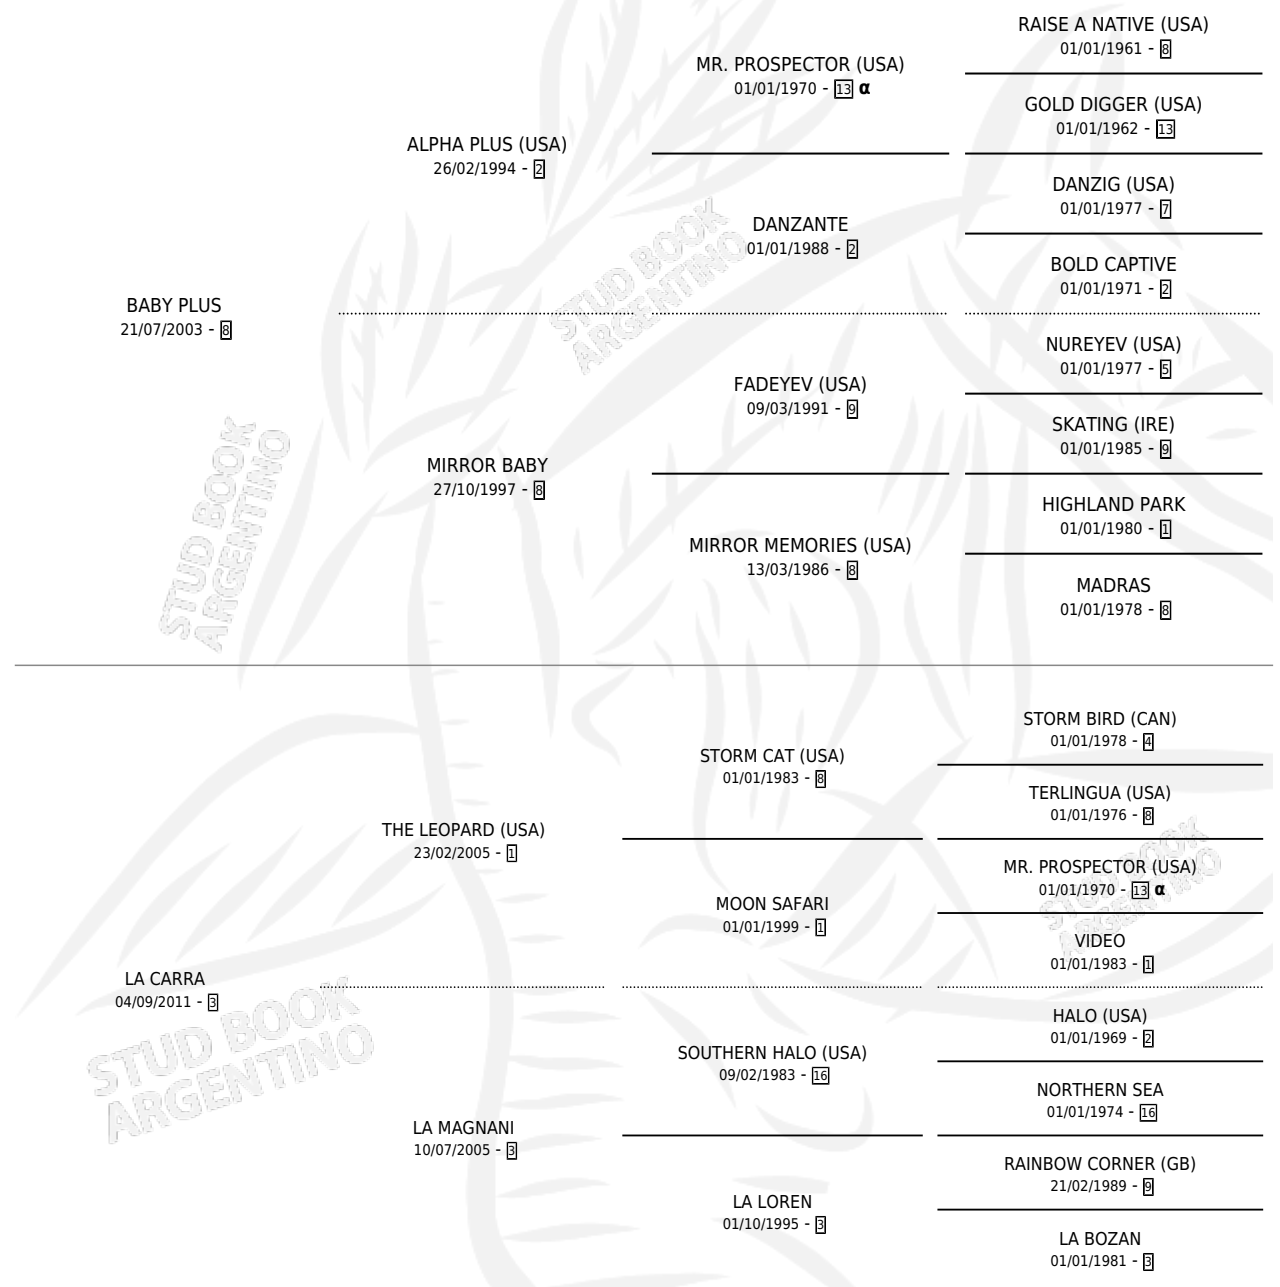 BABY PLUS
21/07/2003 - 8
ALPHA PLUS (USA)
26/02/1994 - 2
MIRROR BABY
27/10/1997 - 8
MR. PROSPECTOR (USA)
01/01/1970 - 13 α
DANZANTE
01/01/1988 - 2
FADEYEV (USA)
09/03/1991 - 9
MIRROR MEMORIES (USA)
13/03/1986 - 8
RAISE A NATIVE (USA)
01/01/1961 - 8
GOLD DIGGER (USA)
01/01/1962 - 13
DANZIG (USA)
01/01/1977 - 7
BOLD CAPTIVE
01/01/1971 - 2
NUREYEV (USA)
01/01/1977 - 5
SKATING (IRE)
01/01/1985 - 9
HIGHLAND PARK
01/01/1980 - 1
MADRAS
01/01/1978 - 8
STUD BOOK
ARGENTINO
STUD BOOK
ARGENTINO
LA CARRA
04/09/2011 - 3
THE LEOPARD (USA)
23/02/2005 - 1
LA MAGNANI
10/07/2005 - 3
STORM CAT (USA)
01/01/1983 - 8
MOON SAFARI
01/01/1999 - 1
SOUTHERN HALO (USA)
09/02/1983 - 16
LA LOREN
01/10/1995 - 3
STORM BIRD (CAN)
01/01/1978 - 4
TERLINGUA (USA)
01/01/1976 - 8
MR. PROSPECTOR (USA)
01/01/1970 - 13 α
VIDEO
01/01/1983 - 1
HALO (USA)
01/01/1969 - 2
NORTHERN SEA
01/01/1974 - 16
RAINBOW CORNER (GB)
21/02/1989 - 9
LA BOZAN
01/01/1981 - 3
STUD BOOK
ARGENTINO
STUD BOOK
ARGENTINO